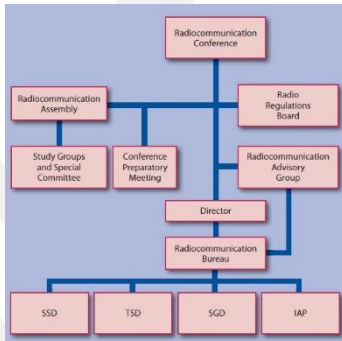 Radiocommunication
Conference
Radiocommunication
Assembly
Radio
Regulations
Board
Study Groups
and Special
Committee
Conference
Preparatory
Meeting
Radiocommunication
Advisory
Group
Director
Radiocommunication
Bureau
SSD
TSD
SGD
IAP